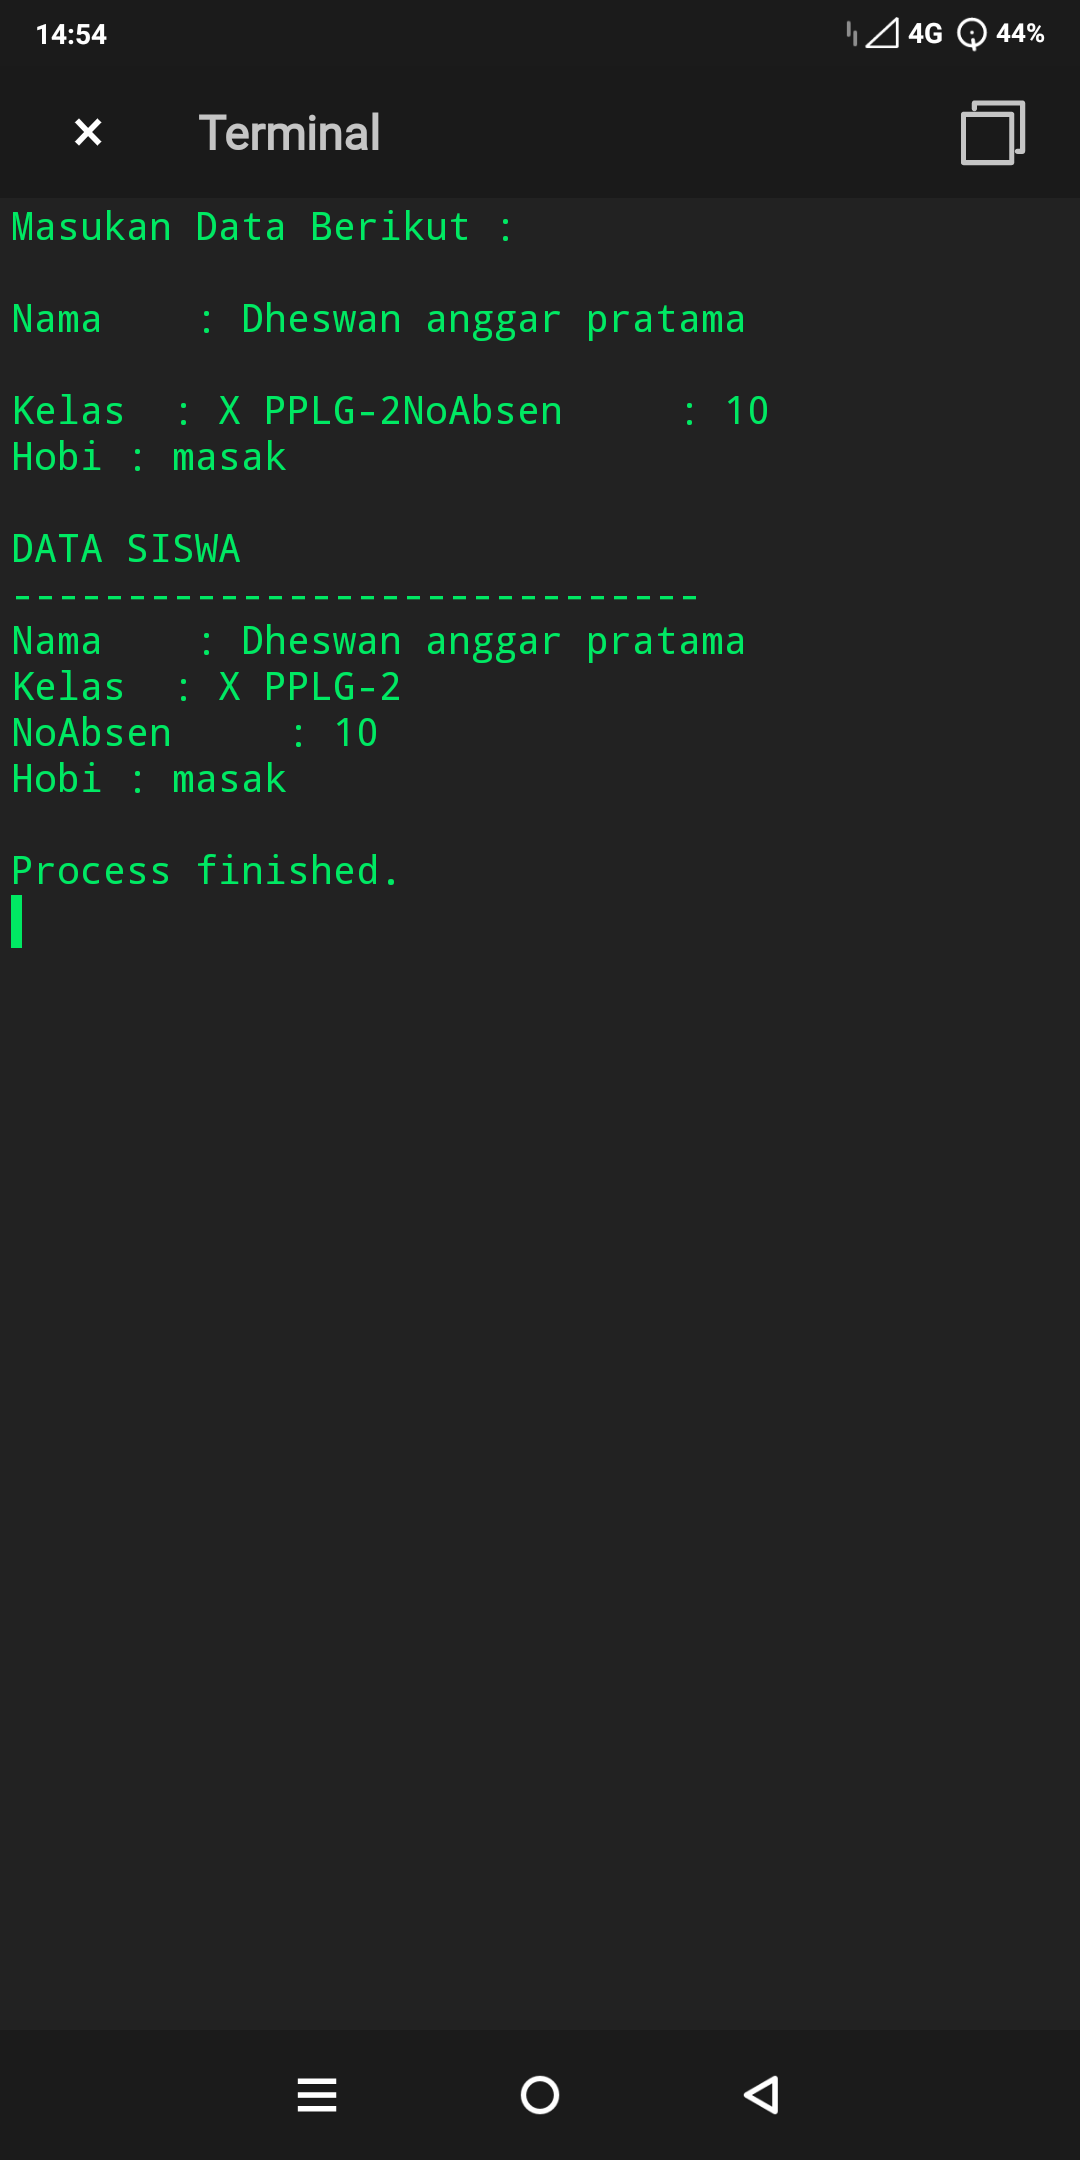 14:54 4G 44%
Terminal
Masukan Data Berikut :
Nama    : Dheswan anggar pratama
Kelas  : X PPLG-2NoAbsen     : 10
Hobi : masak
DATA SISWA
------------------------------
Nama    : Dheswan anggar pratama
Kelas  : X PPLG-2
NoAbsen     : 10
Hobi : masak
Process finished.